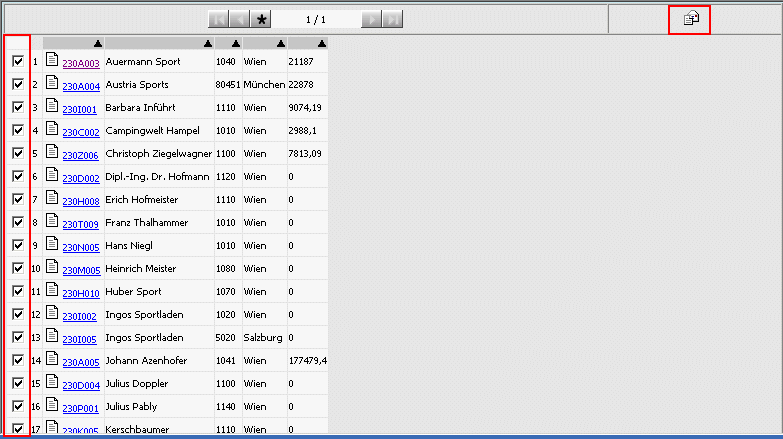 1 / 1
1 230A003 Auermann Sport 1040 Wien 21187
2 230A004 Austria Sports 80451 München 22878
3 230I001 Barbara Inführt 1110 Wien 9074,19
4 230C002 Campingwelt Hampel 1010 Wien 2988,1
5 230Z006 Christoph Ziegelwagner 1100 Wien 7813,09
6 230D002 Dipl.-Ing. Dr. Hofmann 1120 Wien 0
7 230H008 Erich Hofmeister 1110 Wien 0
8 230T009 Franz Thalhammer 1010 Wien 0
9 230N005 Hans Niegl 1010 Wien 0
10 230M005 Heinrich Meister 1080 Wien 0
11 230H010 Huber Sport 1070 Wien 0
12 230I002 Ingos Sportladen 1020 Wien 0
13 230I005 Ingos Sportladen 5020 Salzburg 0
14 230A005 Johann Azenhofer 1041 Wien 177479,4
15 230D004 Julius Doppler 1100 Wien 0
16 230P001 Julius Pably 1140 Wien 0
17 230K005 Kerschbaumer 1110 Wien 0